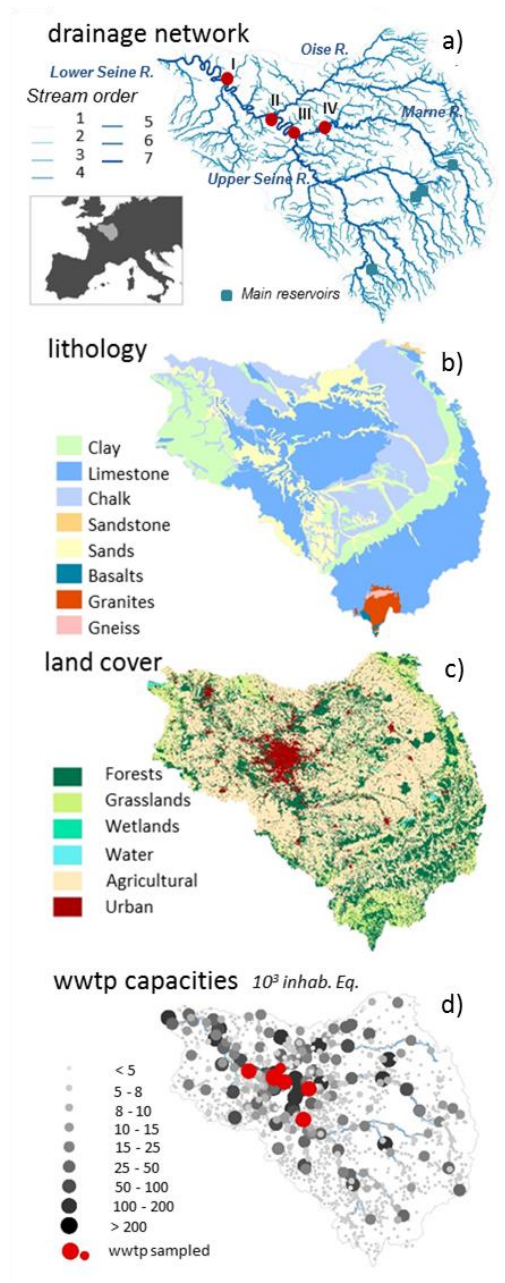 drainage network
a)
I
Oise R.
Lower Seine R.
Stream order
II
III
IV
Marne R.
1
5
2
6
3
7
4
Upper Seine R.
Main reservoirs
lithology
b)
Clay
Limestone
Chalk
Sandstone
Sands
Basalts
Granites
Gneiss
land cover
c)
Forests
Grasslands
Wetlands
Water
Agricultural
Urban
wwtp capacities 10³ inhab. Eq.
d)
< 5
5 - 8
8 - 10
10 - 15
15 - 25
25 - 50
50 - 100
100 - 200
> 200
wwtp sampled